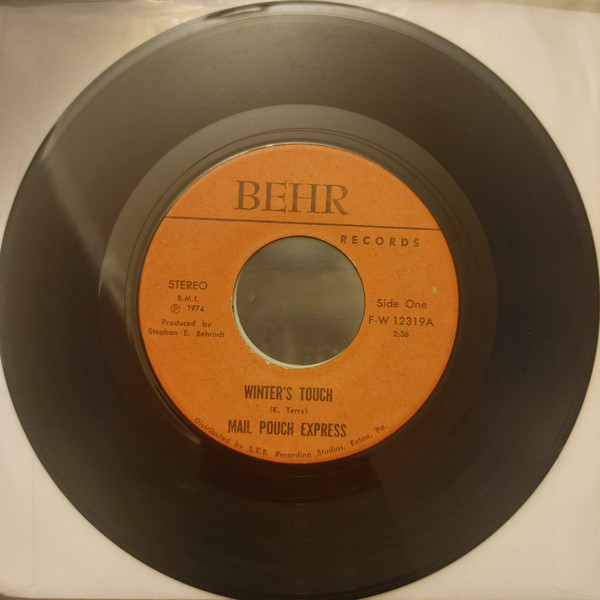 BEHR
RECORDS
STEREO
B.M.I.
℗ 1974
Produced by
Stephan E. Behrndt
Side One
F-W 12319A
2:36
WINTER'S TOUCH
(K. Terry)
MAIL POUCH EXPRESS
Distributed by S.E.B. Recording Studios, Exton, Pa.